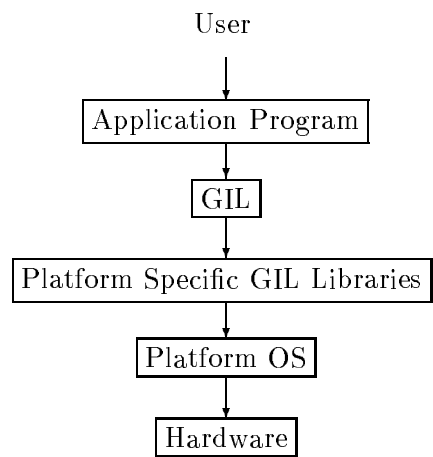 User
Application Program
GIL
Platform Specific GIL Libraries
Platform OS
Hardware